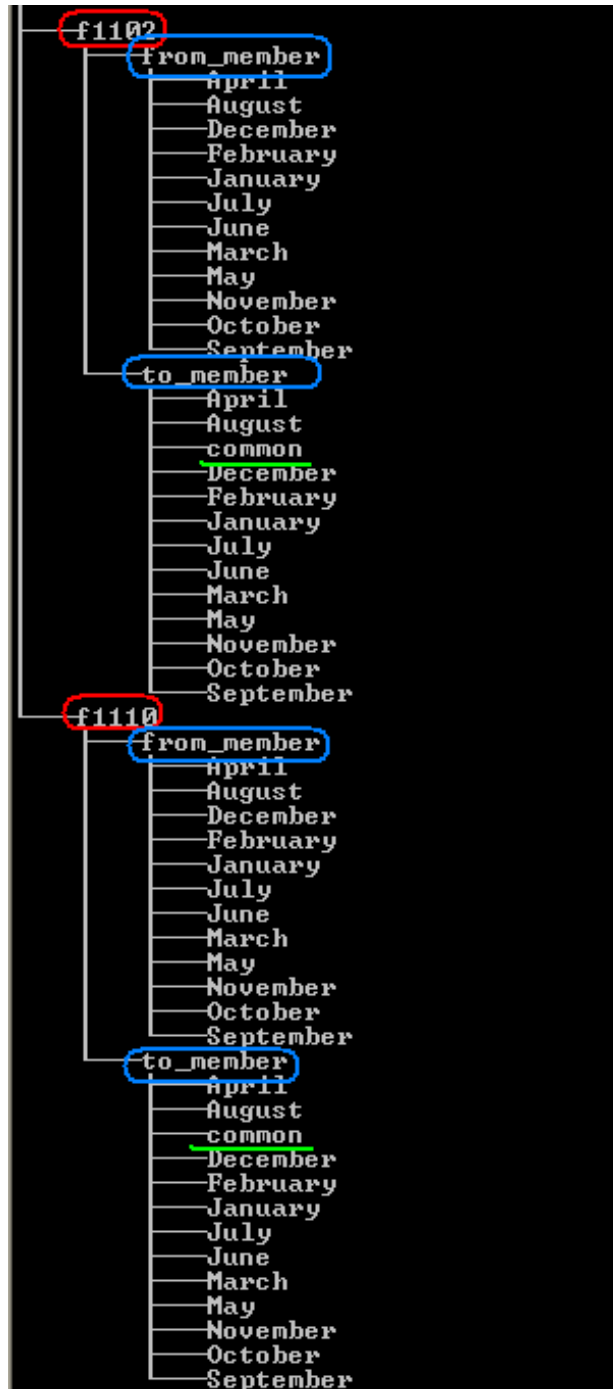 f1102
from_member
April
August
December
February
January
July
June
March
May
November
October
September
to_member
April
August
common
December
February
January
July
June
March
May
November
October
September
f1110
from_member
April
August
December
February
January
July
June
March
May
November
October
September
to_member
April
August
common
December
February
January
July
June
March
May
November
October
September